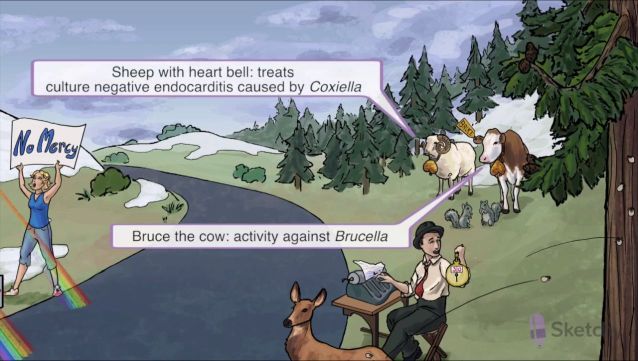 Sheep with heart bell: treats
culture negative endocarditis caused by Coxiella
No Mercy
Bruce the cow: activity against Brucella
Sketchy